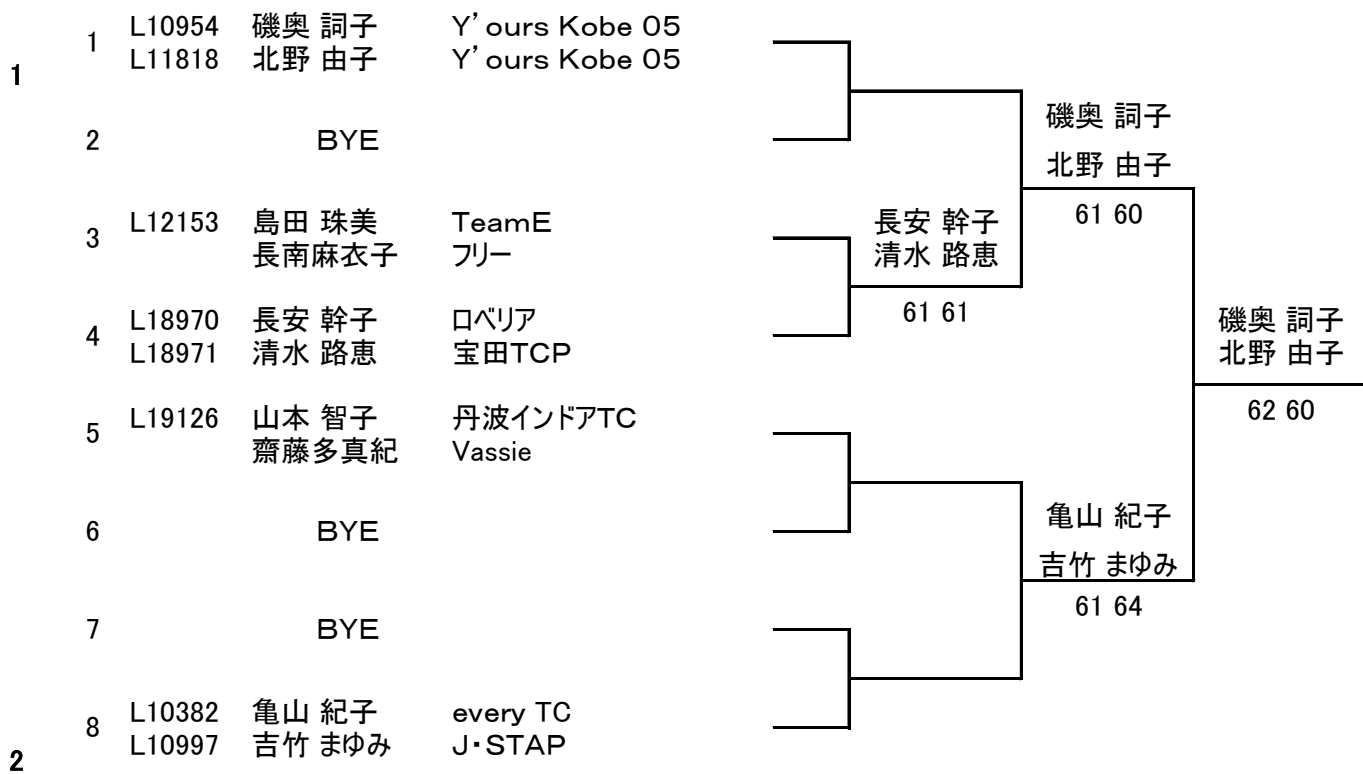 1 L10954 磯奥 詞子 Y’ours Kobe 05
L11818 北野 由子 Y’ours Kobe 05
1
2 BYE
磯奥 詞子
北野 由子
61 60
3 L12153 島田 珠美 TeamE
長南麻衣子 フリー
長安 幹子
清水 路恵
61 61
4 L18970 長安 幹子 ロベリア
L18971 清水 路恵 宝田TCP
磯奥 詞子
北野 由子
62 60
5 L19126 山本 智子 丹波インドアTC
齋藤多真紀 Vassie
6 BYE
亀山 紀子
吉竹 まゆみ
61 64
7 BYE
8 L10382 亀山 紀子 every TC
L10997 吉竹 まゆみ J・STAP
2